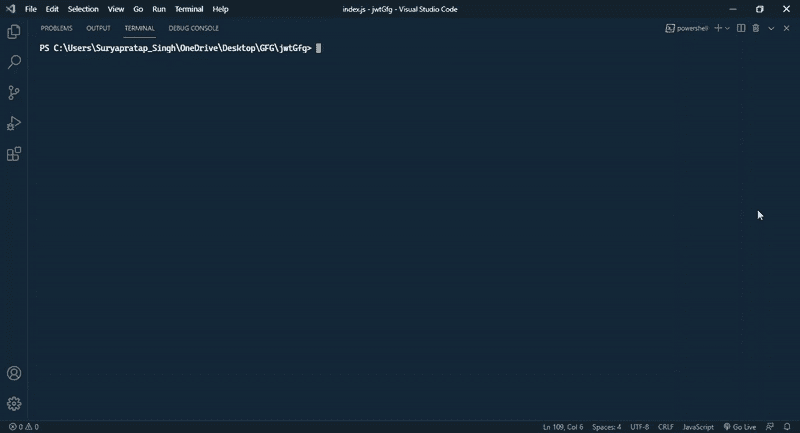 File Edit Selection View Go Run Terminal Help index.js - jwtGfg - Visual Studio Code
PROBLEMS OUTPUT TERMINAL DEBUG CONSOLE powershell
PS C:\Users\Suryapratap_Singh\OneDrive\Desktop\GFG\jwtGfg>
0 0 Ln 109, Col 6 Spaces: 4 UTF-8 CRLF JavaScript Go Live